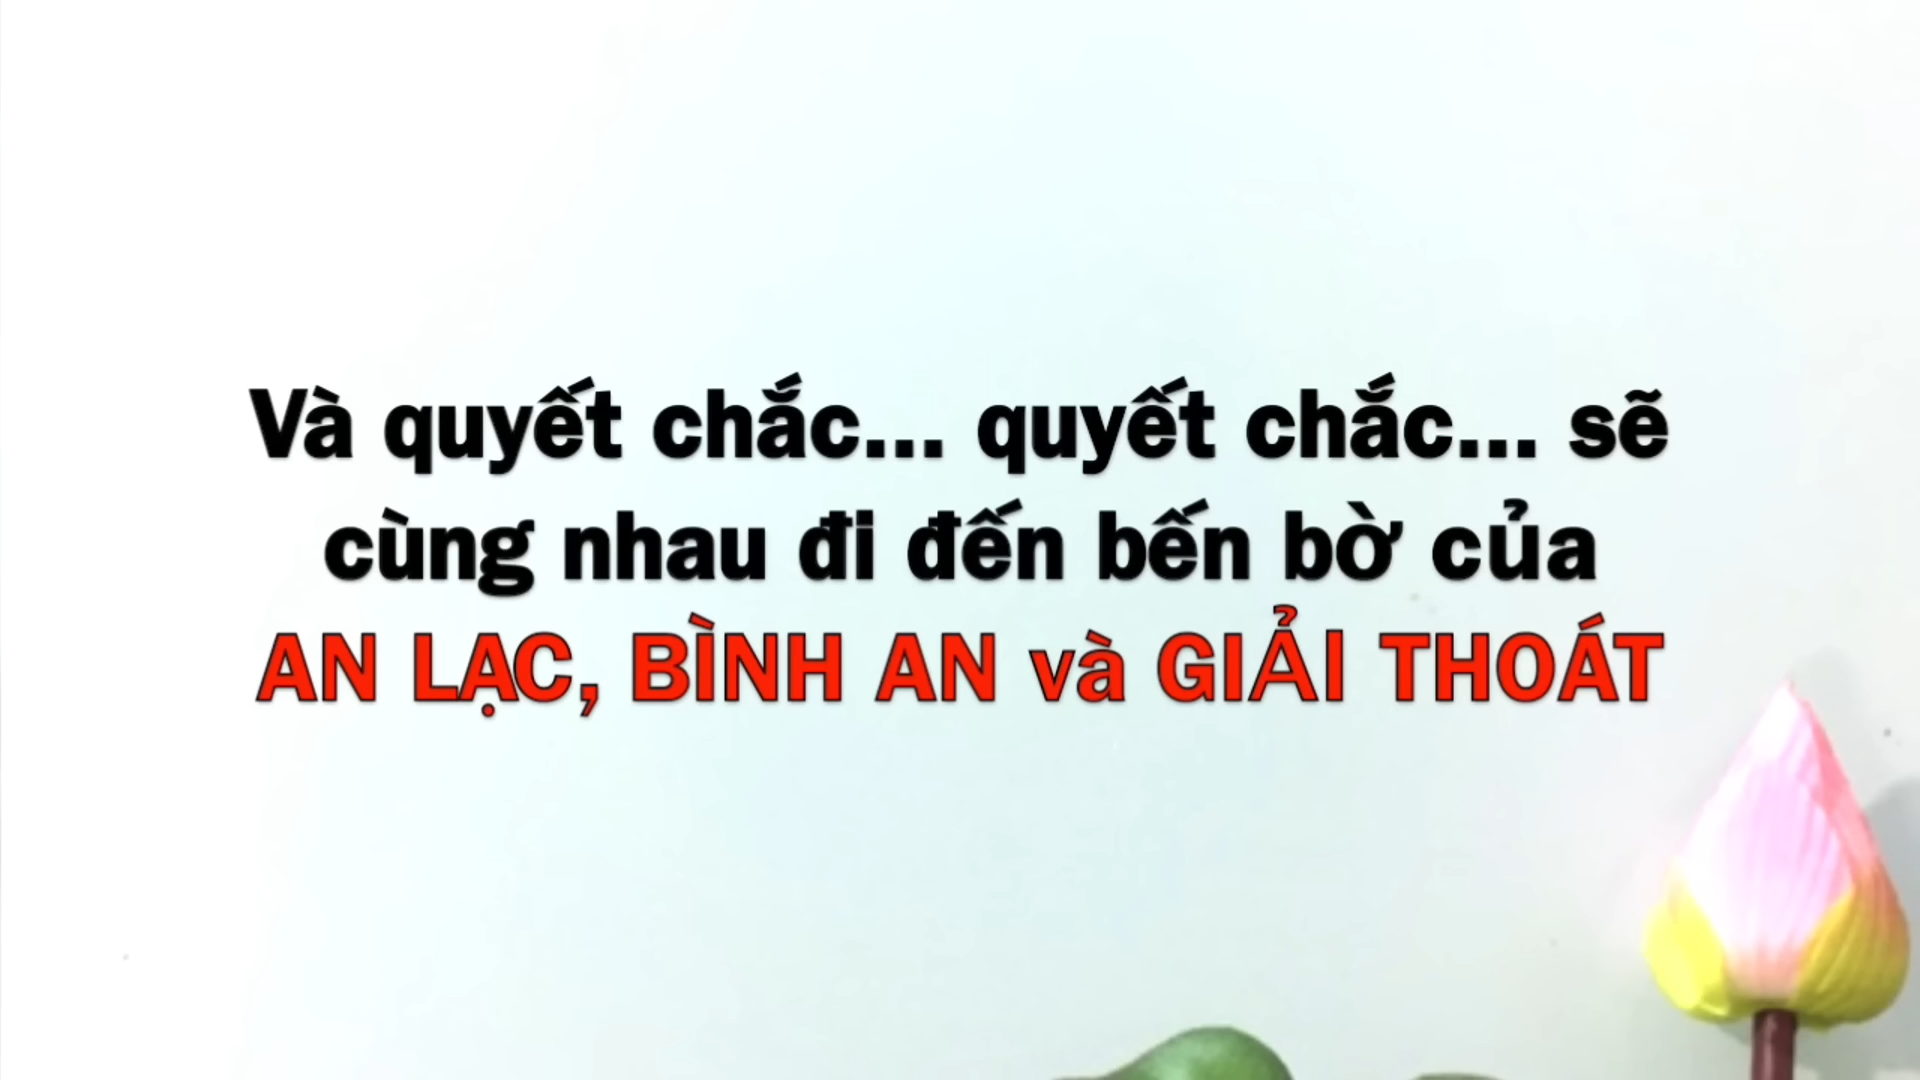 Và quyết chắc... quyết chắc... sẽ
cùng nhau đi đến bến bờ của
AN LẠC, BÌNH AN và GIẢI THOÁT